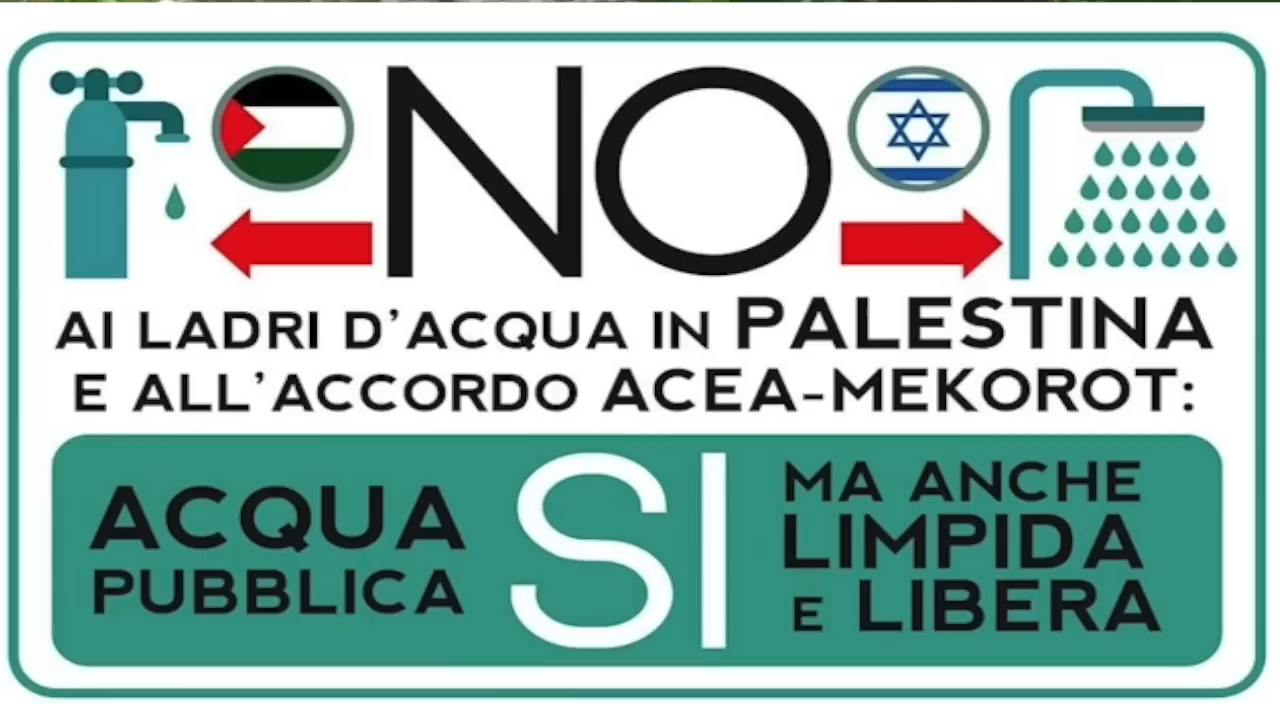 NO
AI LADRI D'ACQUA IN PALESTINA
E ALL'ACCORDO ACEA-MEKOROT:
ACQUA
PUBBLICA
SI
MA ANCHE
LIMPIDA
E LIBERA